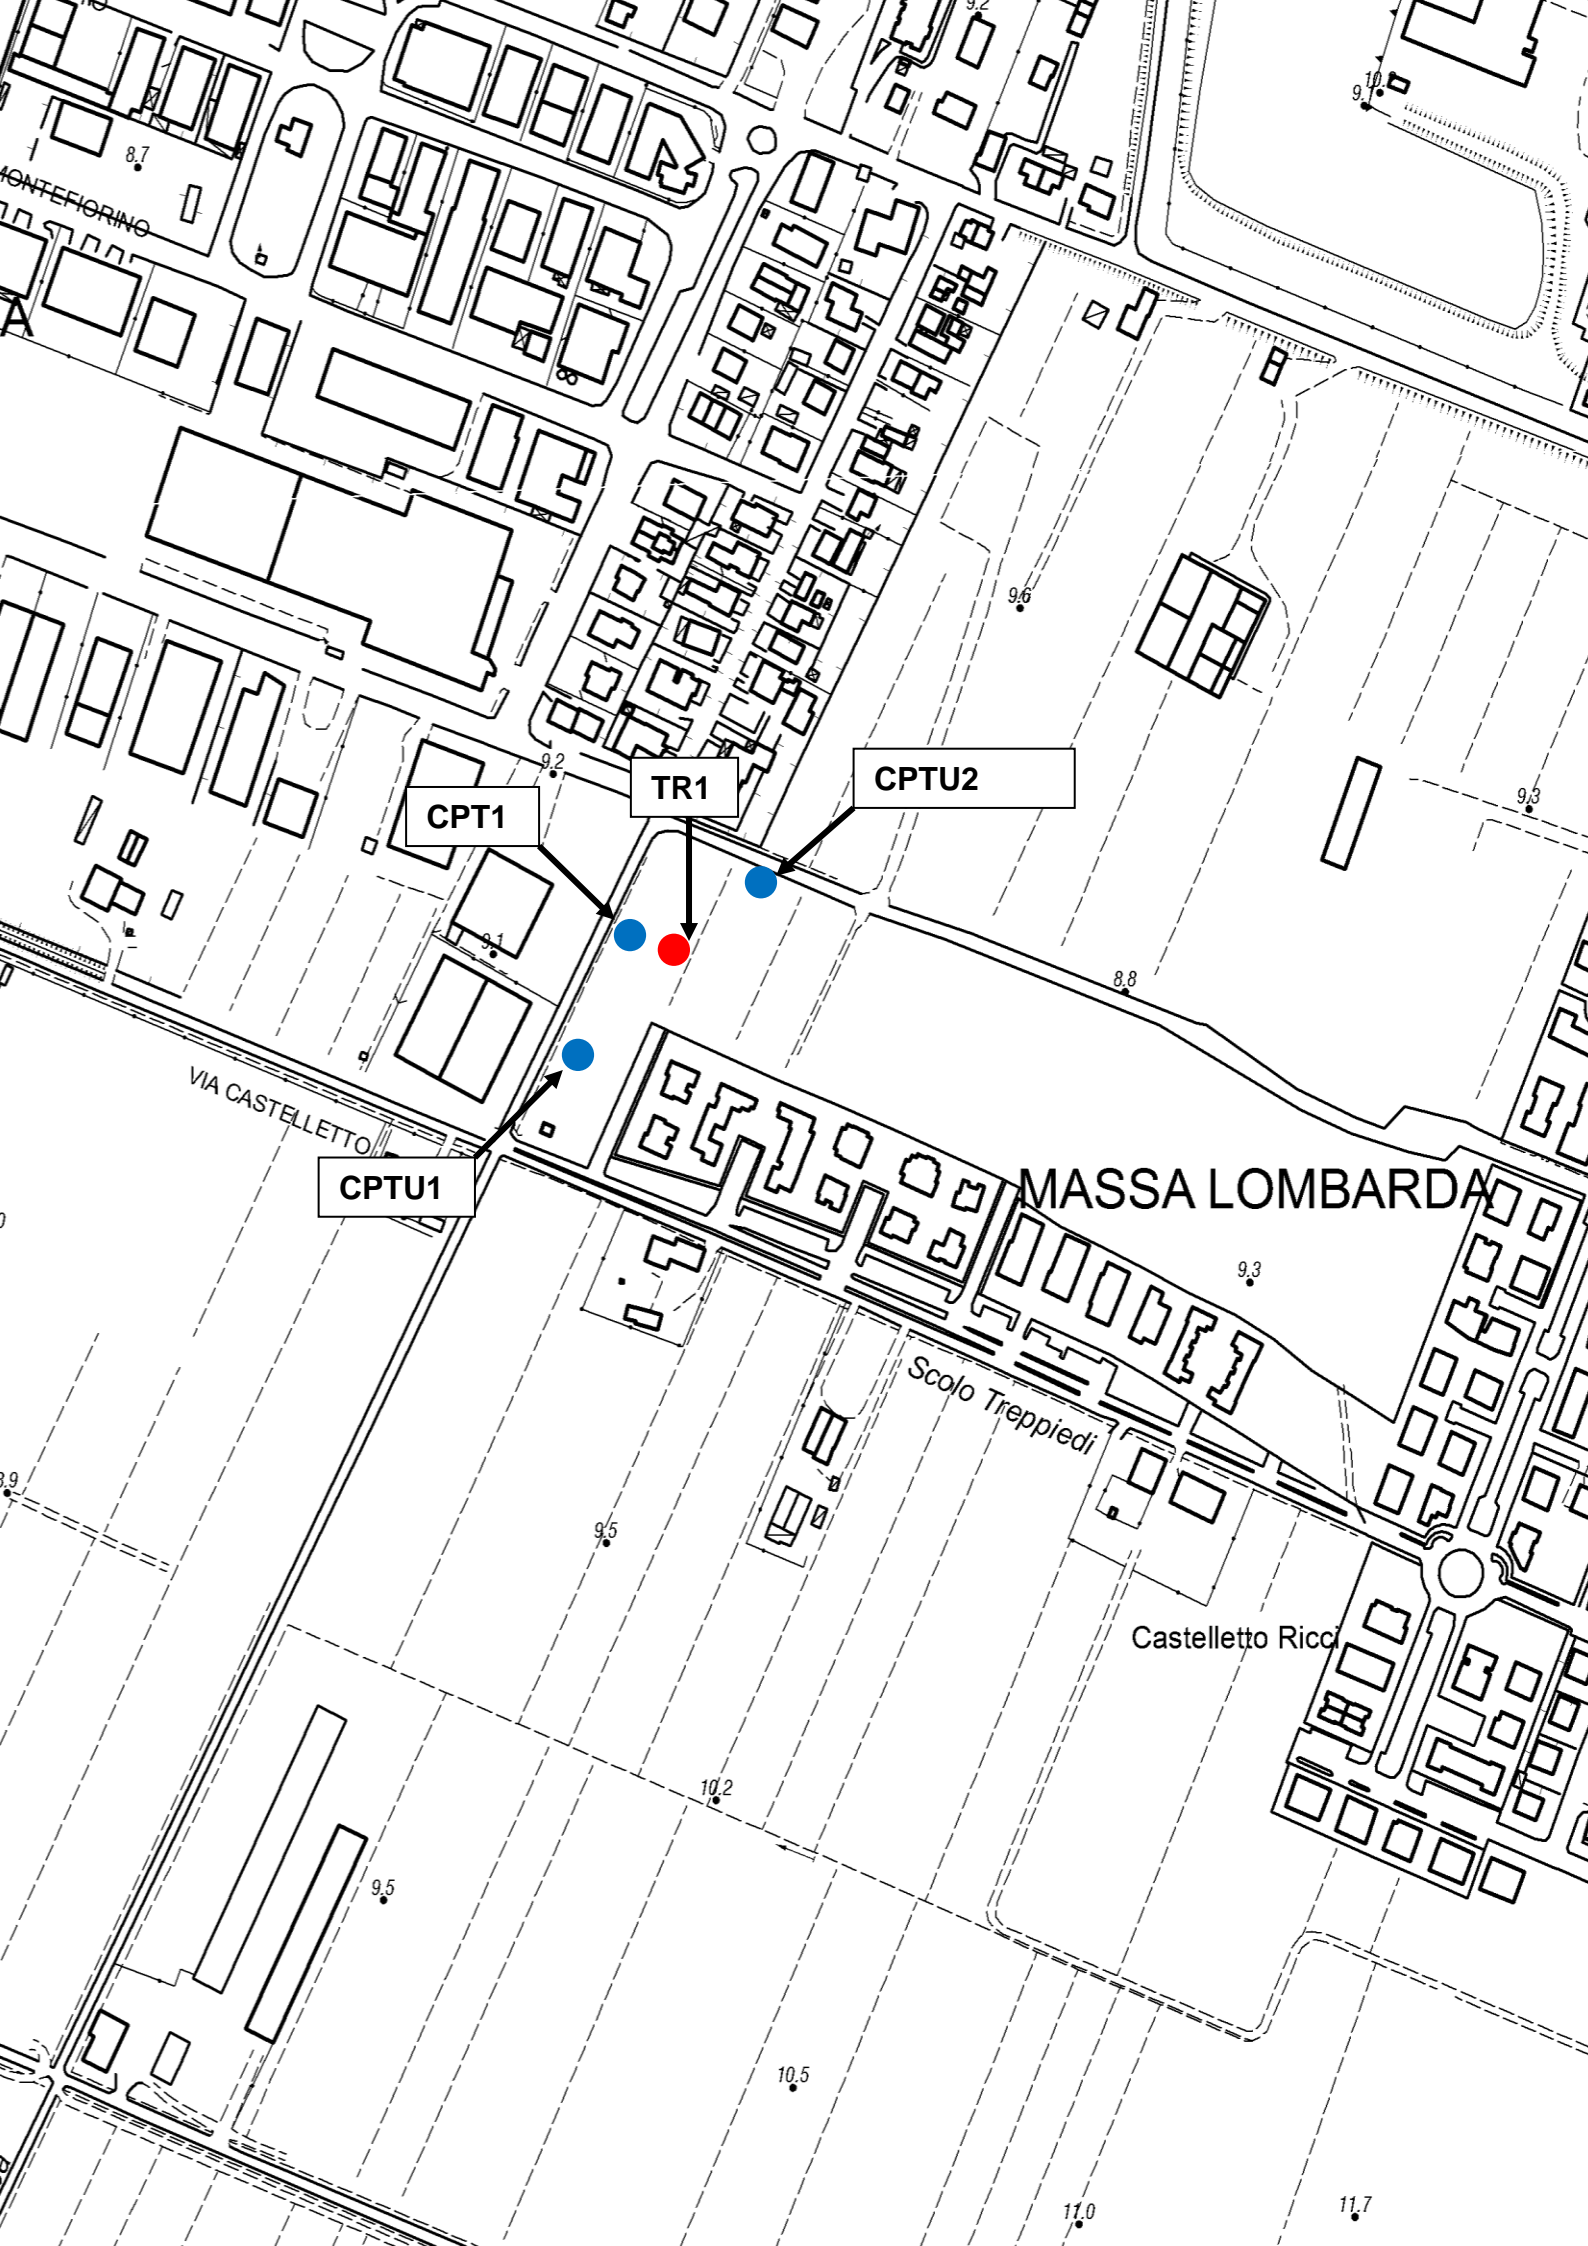 9.2
10.
9.1
8.7
MONTEFIORINO
A
9.6
9.2
TR1
CPTU2
CPT1
9.3
9.1
8.8
VIA CASTELLETTO
CPTU1
MASSA LOMBARDA
9.3
Scolo Treppiedi
9.5
Castelletto Ricci
10.2
9.5
10.5
11.0
11.7